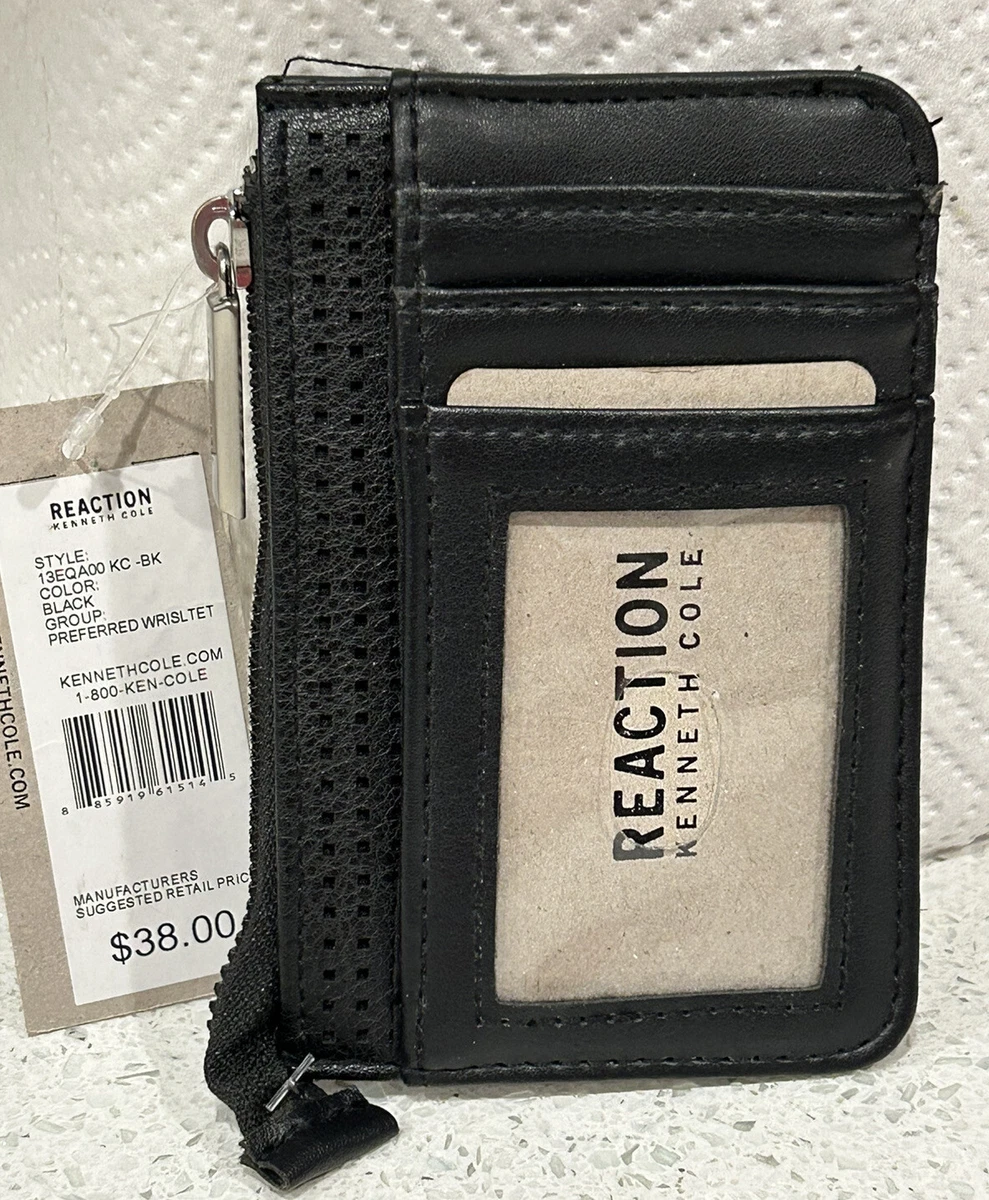 REACTION
KENNETH COLE
STYLE:
13EQA00 KC -BK
COLOR:
BLACK
GROUP:
PREFERRED WRISLTET
KENNETHCOLE.COM
1-800-KEN-COLE
8 85919 61514 5
MANUFACTURERS
SUGGESTED RETAIL PRIC
$38.00
NNETHCOLE.COM
REACTION
KENNETH COLE